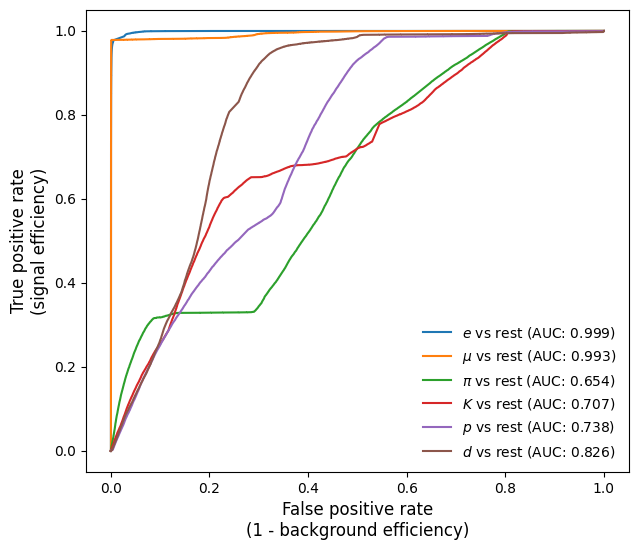 True positive rate
(signal efficiency)
1.0
0.8
0.6
0.4
0.2
0.0
e vs rest (AUC: 0.999)
μ vs rest (AUC: 0.993)
π vs rest (AUC: 0.654)
K vs rest (AUC: 0.707)
p vs rest (AUC: 0.738)
d vs rest (AUC: 0.826)
0.0 0.2 0.4 0.6 0.8 1.0
False positive rate
(1 - background efficiency)